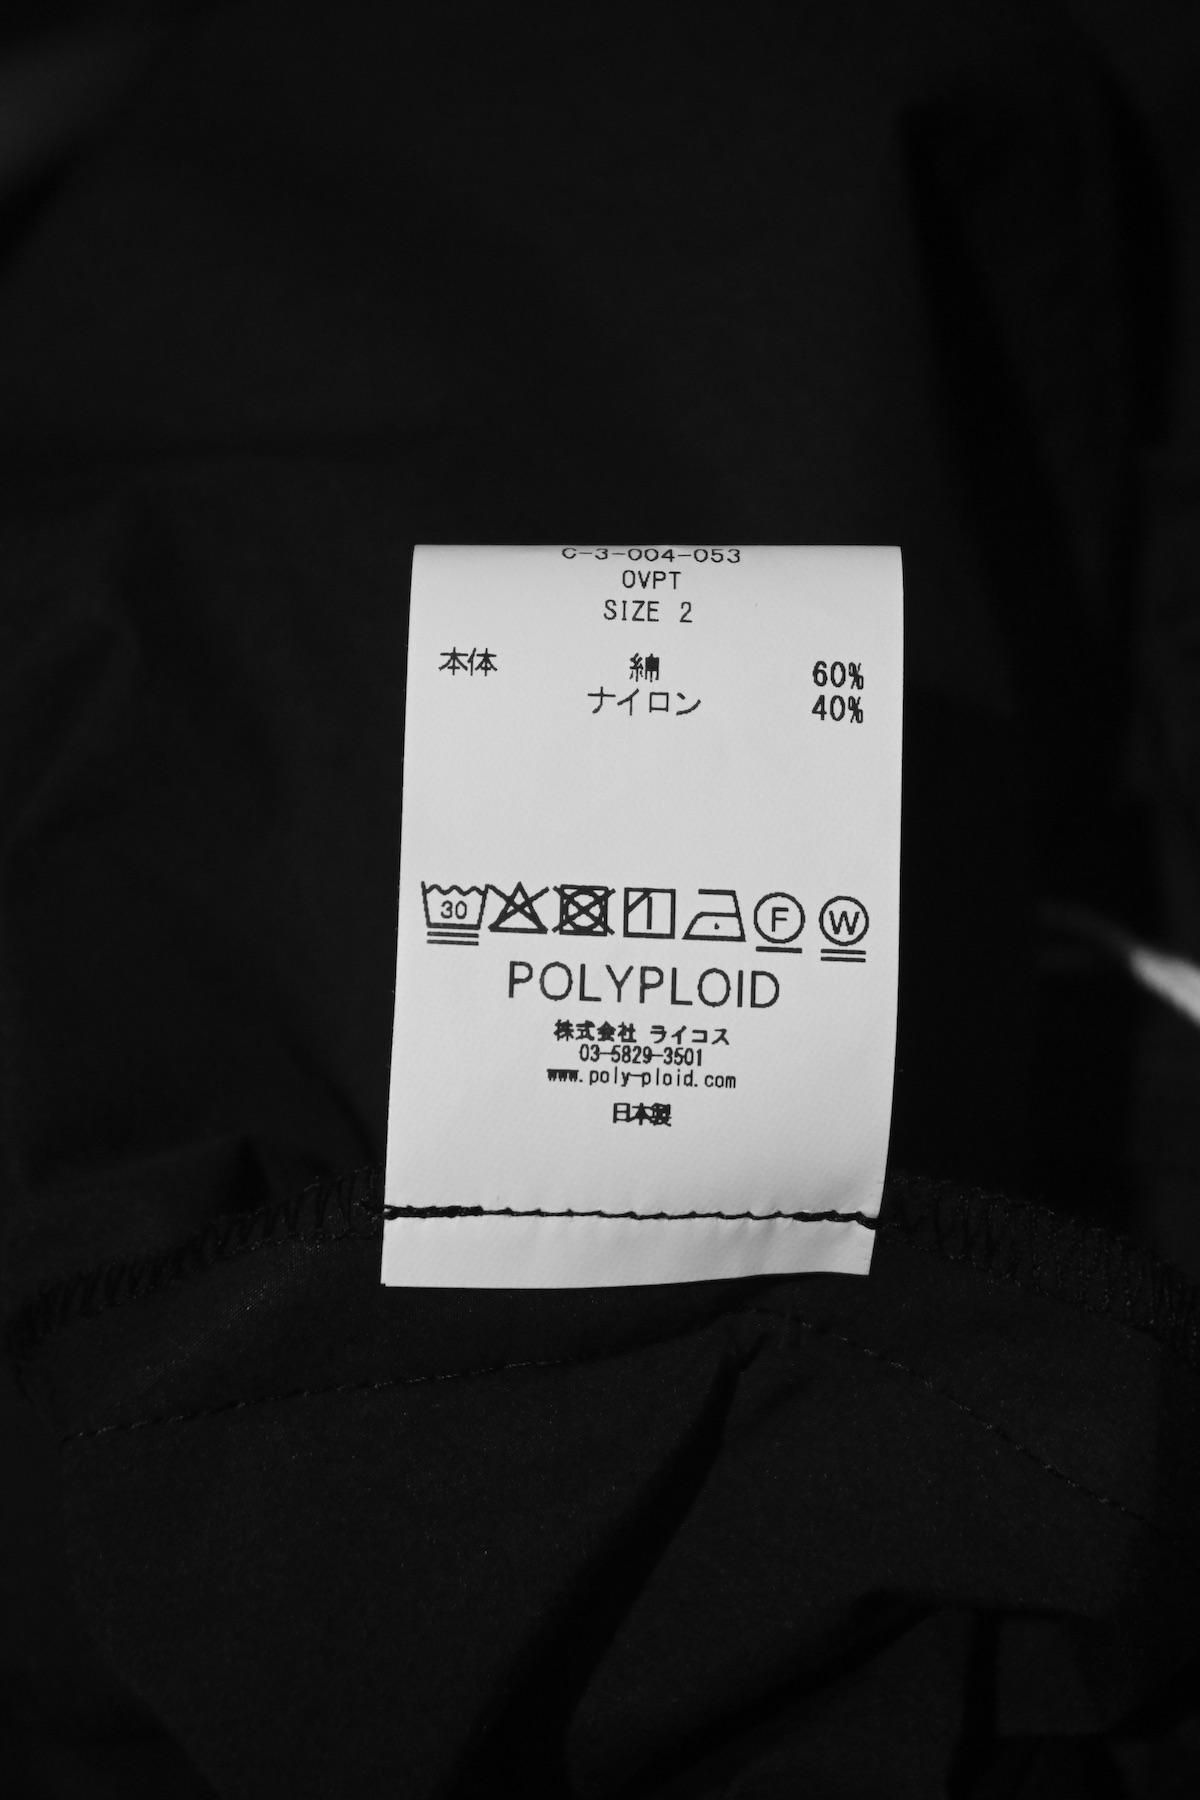 C-3-004-053
OVPT
SIZE 2
本体 綿 60%
ナイロン 40%
30 F W
POLYPLOID
株式会社 ライコス
03-5829-3501
www.poly-ploid.com
日本製